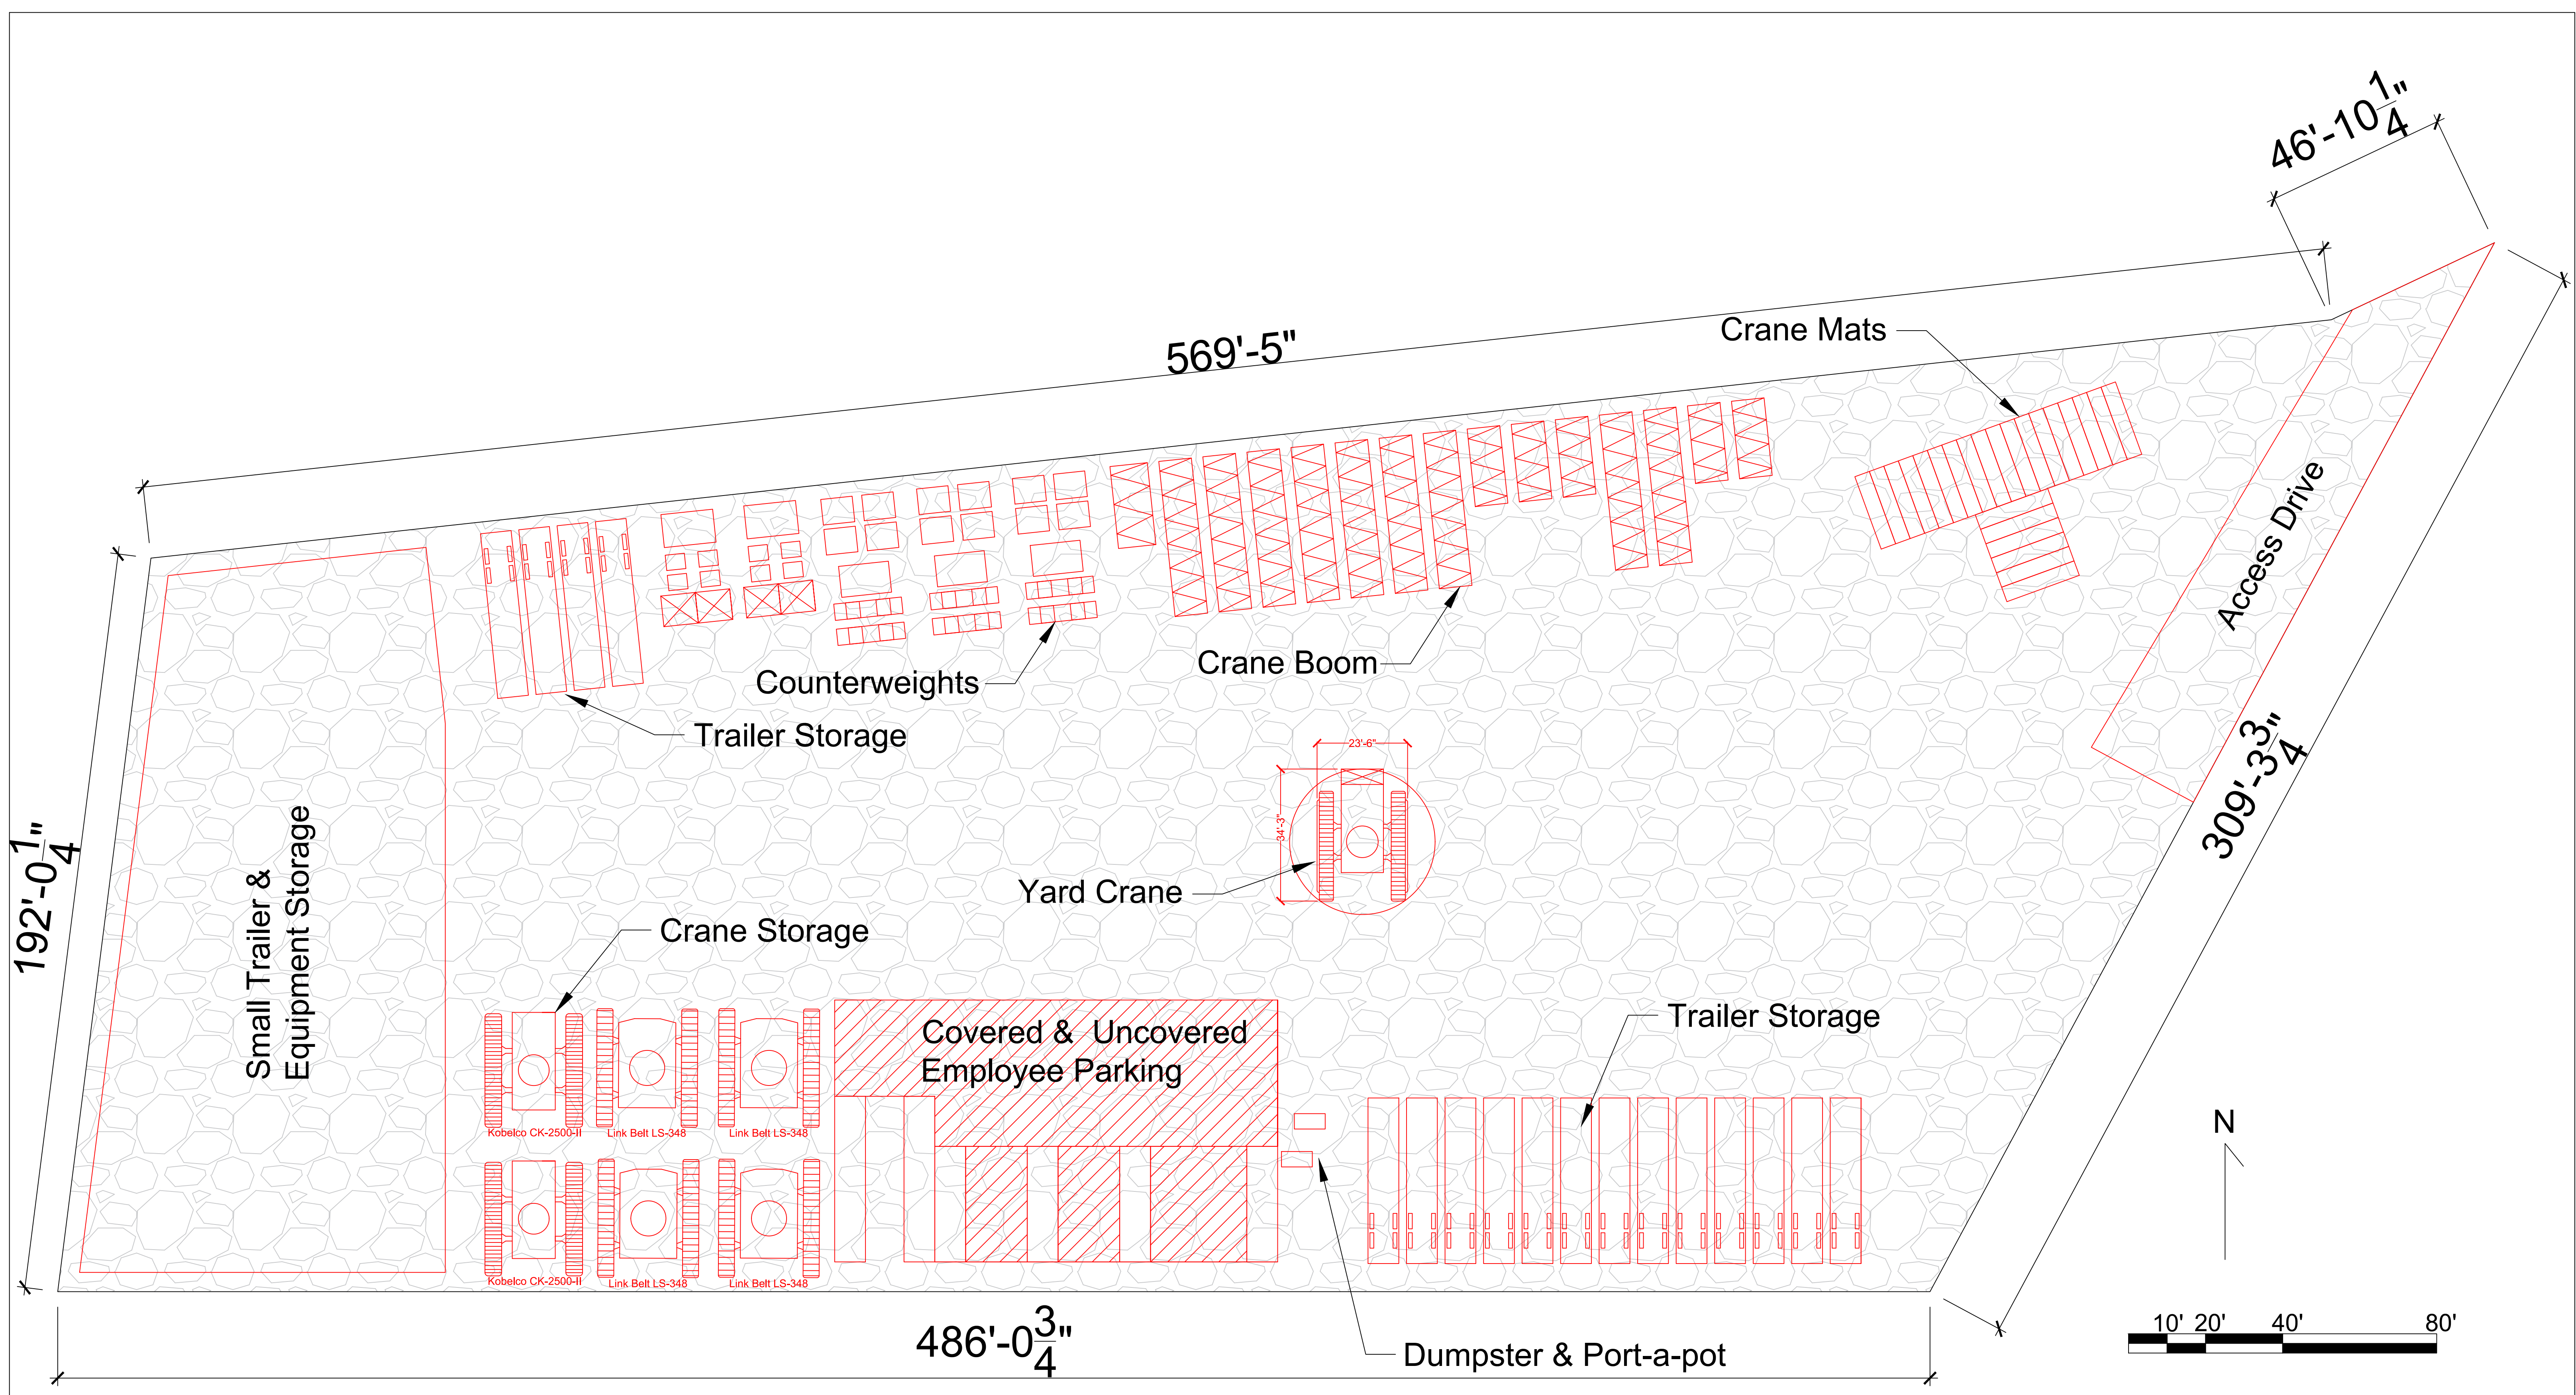 46'-10 1/4"
569'-5"
Crane Mats
Access Drive
Crane Boom
Counterweights
Trailer Storage
309'-3 3/4"
23'-6"
34'-3"
192'-0 1/4"
Small Trailer &
Equipment Storage
Yard Crane
Crane Storage
Covered & Uncovered
Employee Parking
Trailer Storage
Kobelco CK-2500-II
Link Belt LS-348
Link Belt LS-348
N
Kobelco CK-2500-II
Link Belt LS-348
Link Belt LS-348
486'-0 3/4"
Dumpster & Port-a-pot
10' 20' 40' 80'